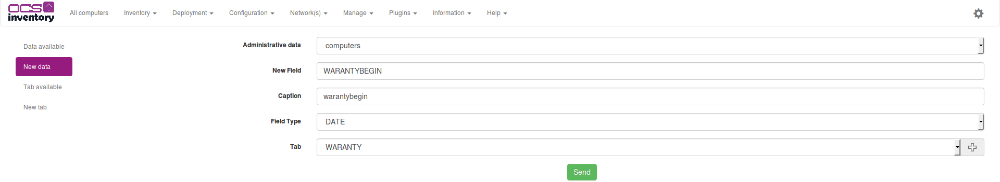 OCS inventory
All computers
Inventory
Deployment
Configuration
Network(s)
Manage
Plugins
Information
Help
Data available
New data
Tab available
New tab
Administrative data
computers
New Field
WARANTYBEGIN
Caption
warantybegin
Field Type
DATE
Tab
WARANTY
Send